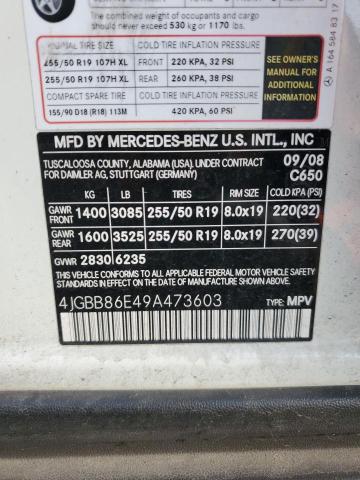 The combined weight of occupants and cargo
should never exceed 530 kg or 1170 lbs.
ORIGINAL TIRE SIZE COLD TIRE INFLATION PRESSURE
255/50 R19 107H XL FRONT 220 KPA, 32 PSI
255/50 R19 107H XL REAR 260 KPA, 38 PSI
COMPACT SPARE TIRE COLD TIRE INFLATION PRESSURE
155/90 D18 (R18) 113M 420 KPA, 60 PSI
SEE OWNER'S
MANUAL FOR
ADDITIONAL
INFORMATION
A 164 584 83 17
MFD BY MERCEDES-BENZ U.S. INTL., INC
TUSCALOOSA COUNTY, ALABAMA (USA). UNDER CONTRACT
FOR DAIMLER AG, STUTTGART (GERMANY)
09/08
C650
KG LB TIRES RIM SIZE COLD KPA (PSI)
GAWR FRONT 1400 3085 255/50 R19 8.0x19 220(32)
GAWR REAR 1600 3525 255/50 R19 8.0x19 270(39)
GVWR 2830 6235
THIS VEHICLE CONFORMS TO ALL APPLICABLE FEDERAL MOTOR VEHICLE SAFETY
AND THEFT PREVENTION STANDARDS IN EFFECT ON THE DATE OF MANUFACTURE SHOWN ABOVE.
4JGBB86E49A473603 TYPE: MPV